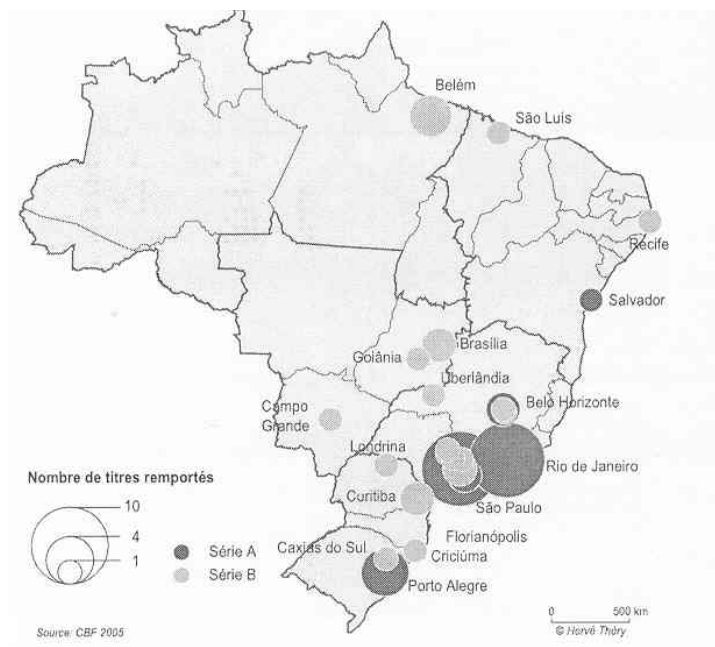 Belém
São Luis
Recife
Salvador
Brasília
Goiânia
Uberlândia
Belo Horizonte
Campo
Grande
Londrina
Rio de Janeiro
São Paulo
Curitiba
Florianópolis
Caxias do Sul
Criciúma
Porto Alegre
Nombre de titres remportés
10
4
1
Série A
Série B
0 500 km
Source: CBF 2005
© Hervé Théry